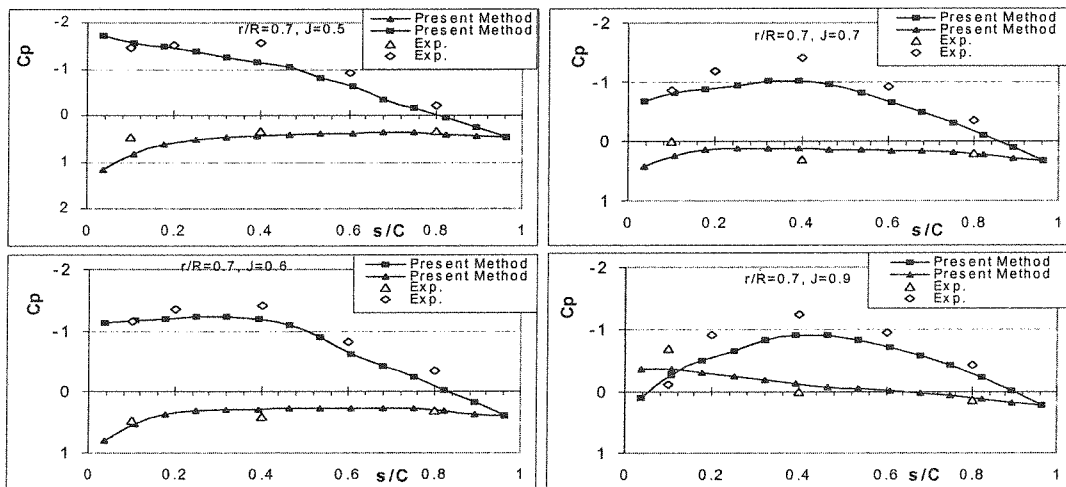 -2
-1
0
1
2
Cp
r/R=0.7, J=0.5
Present Method
Present Method
Exp.
Exp.
0 0.2 0.4 0.6 0.8 1
s/C
-2
-1
0
1
Cp
r/R=0.7, J=0.7
Present Method
Present Method
Exp.
Exp.
0 0.2 0.4 0.6 0.8 1
s/C
-2
-1
0
1
Cp
r/R=0.7, J=0.6
Present Method
Present Method
Exp.
Exp.
0 0.2 0.4 0.6 0.8 1
s/C
-2
-1
0
1
Cp
r/R=0.7, J=0.9
Present Method
Present Method
Exp.
Exp.
0 0.2 0.4 0.6 0.8 1
s/C